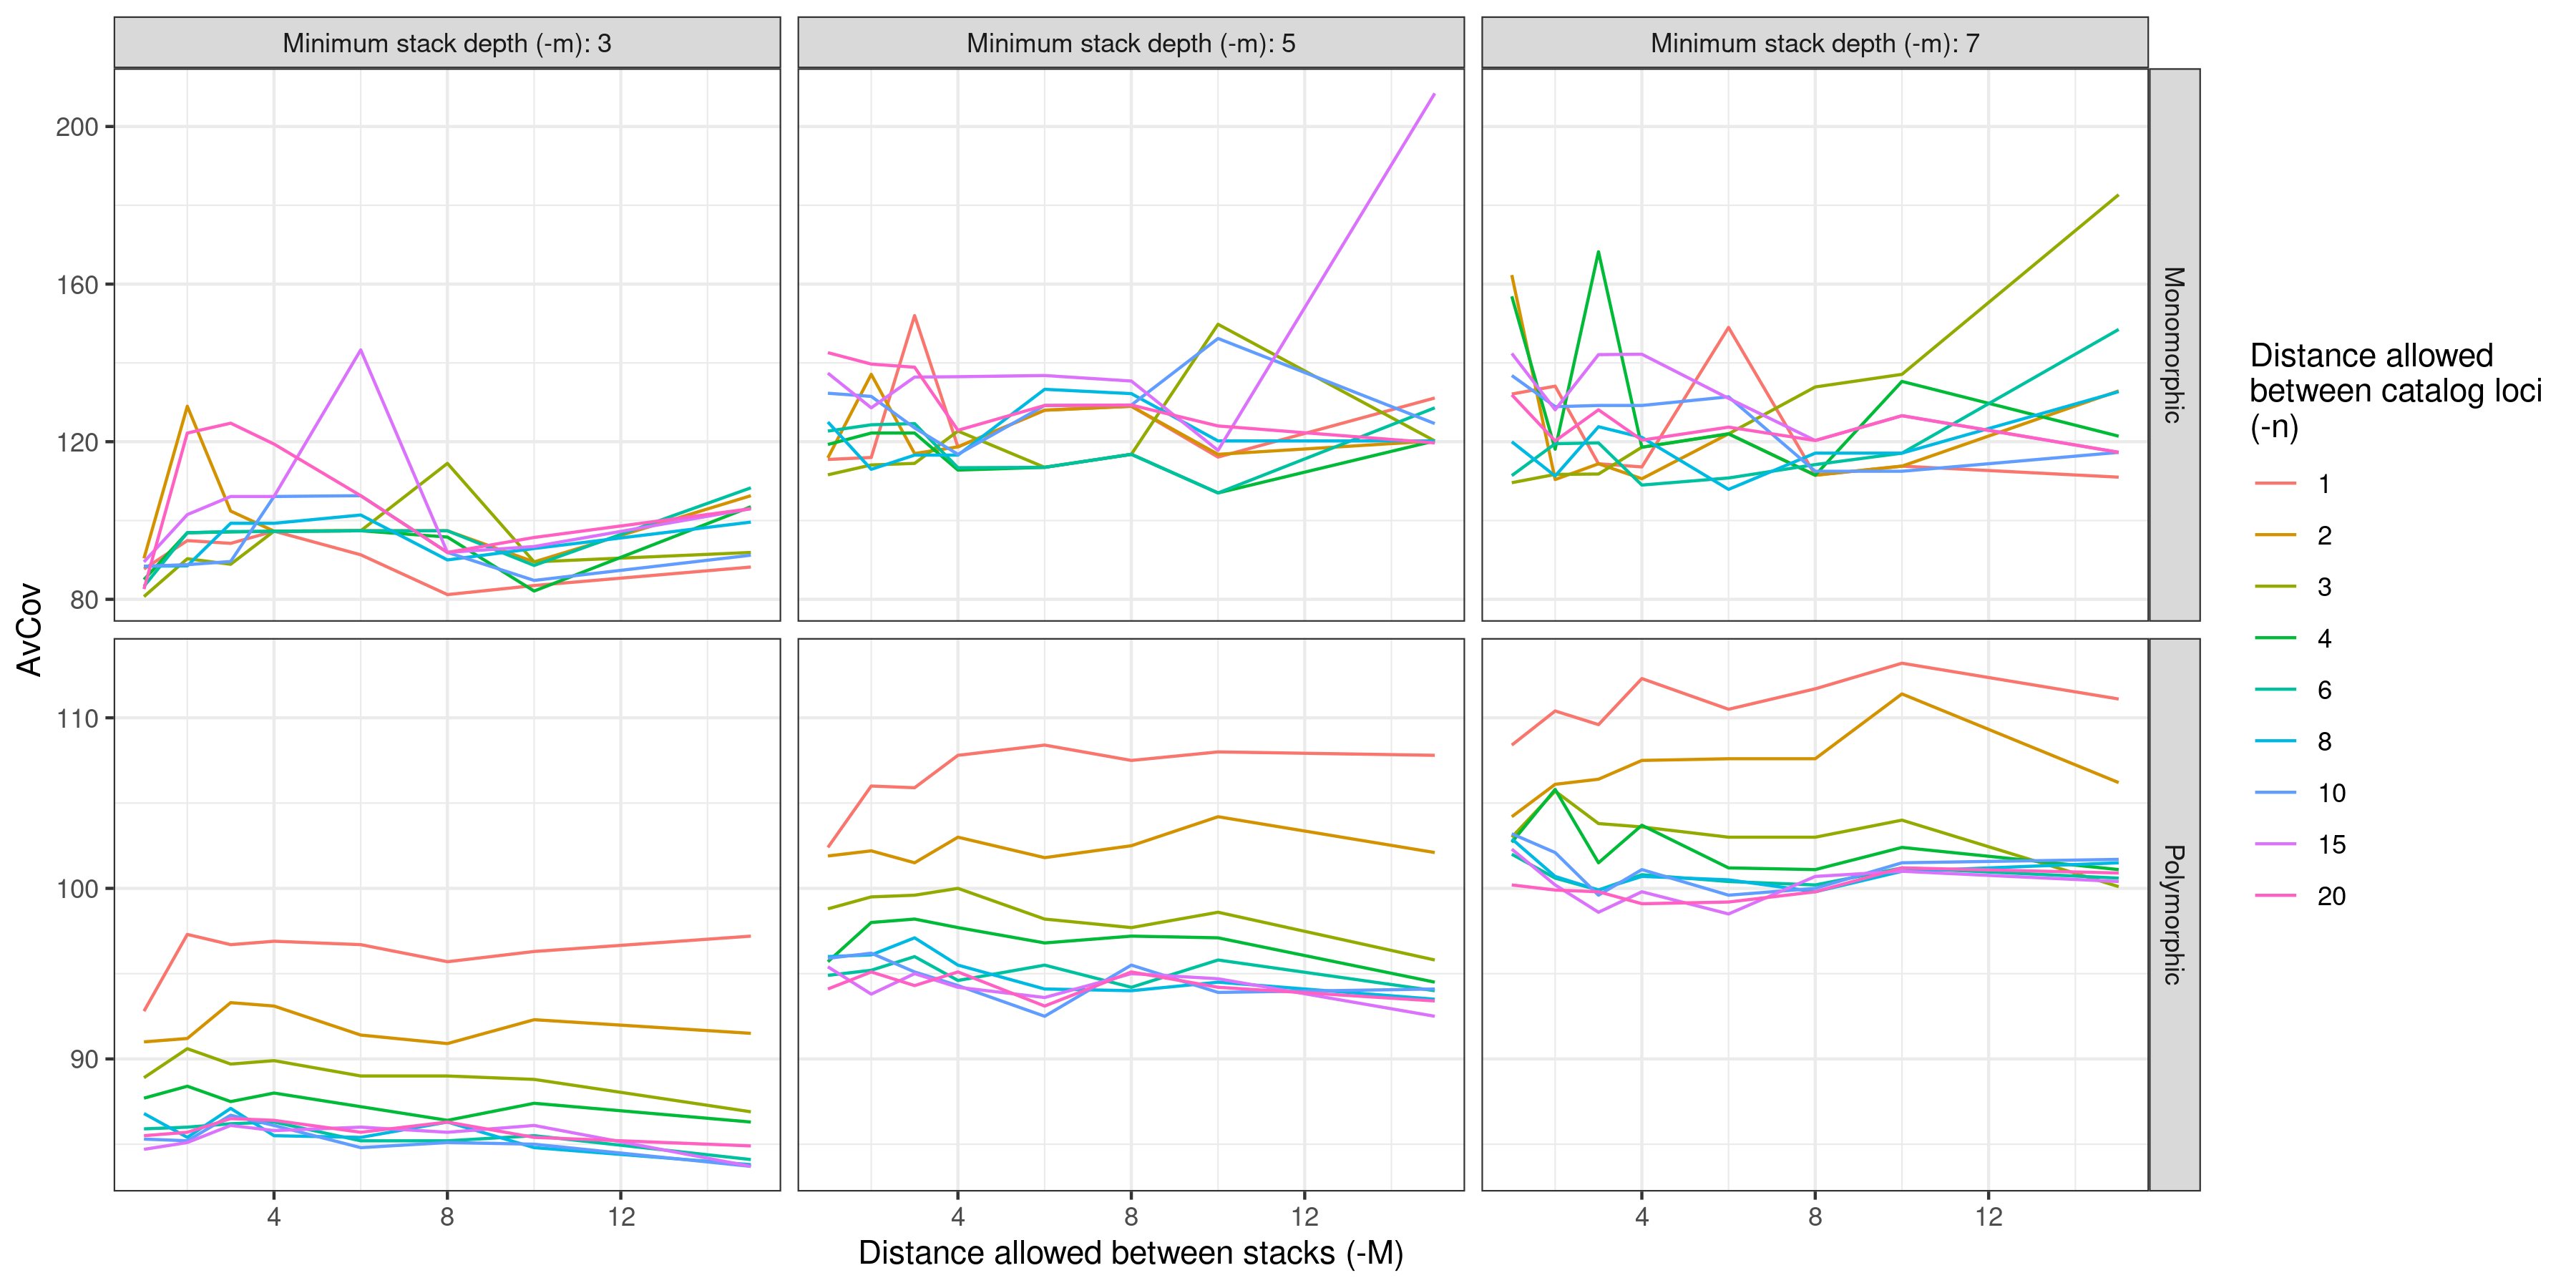 Minimum stack depth (-m): 3
Minimum stack depth (-m): 5
Minimum stack depth (-m): 7
200
160
120
80
Monomorphic
AvCov
110
100
90
Polymorphic
4 8 12
4 8 12
4 8 12
Distance allowed between stacks (-M)
Distance allowed
between catalog loci
(-n)
1
2
3
4
6
8
10
15
20